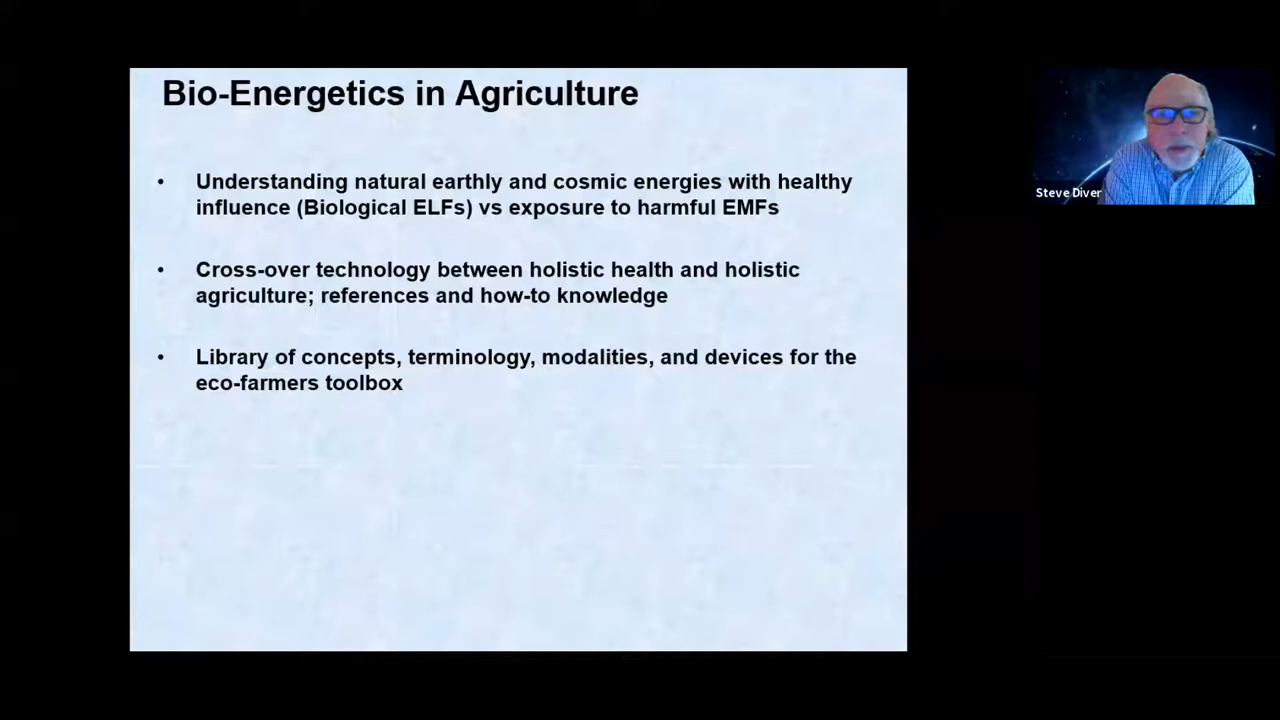 Bio-Energetics in Agriculture
• Understanding natural earthly and cosmic energies with healthy
influence (Biological ELFs) vs exposure to harmful EMFs
• Cross-over technology between holistic health and holistic
agriculture; references and how-to knowledge
• Library of concepts, terminology, modalities, and devices for the
eco-farmers toolbox
Steve Diver